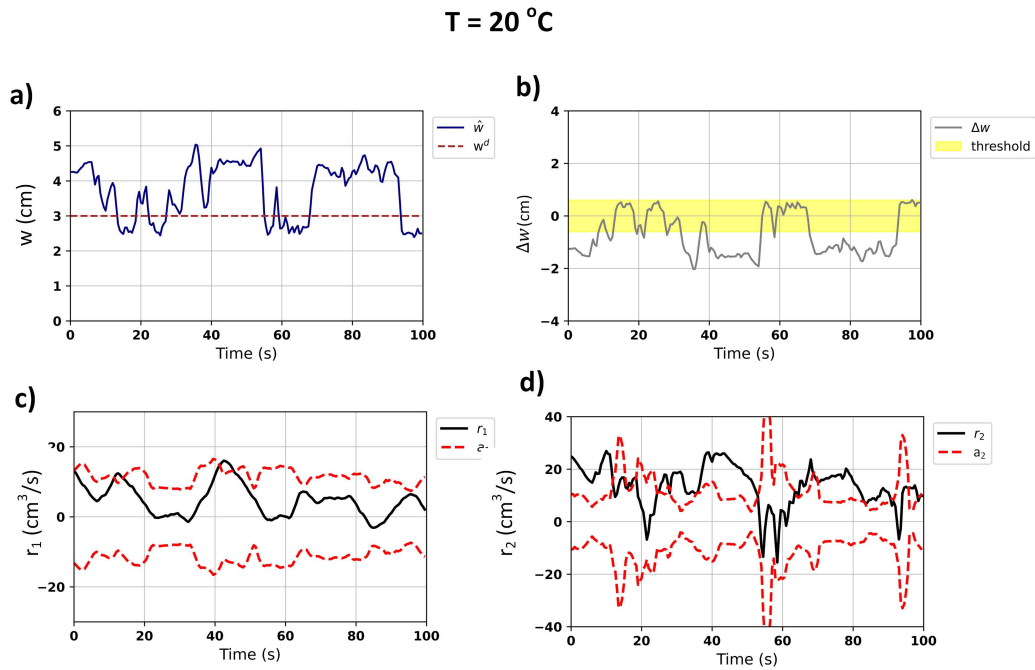 T = 20 °C
a)
w (cm)
6
5
4
3
2
1
0
0 20 40 60 80 100
Time (s)
ŵ
w^d
b)
Δw (cm)
4
2
0
−2
−4
0 20 40 60 80 100
Time (s)
Δw
threshold
c)
r₁ (cm³/s)
20
0
−20
0 20 40 60 80 100
Time (s)
r₁
d)
r₂ (cm³/s)
40
20
0
−20
−40
0 20 40 60 80 100
Time (s)
r₂
a₂